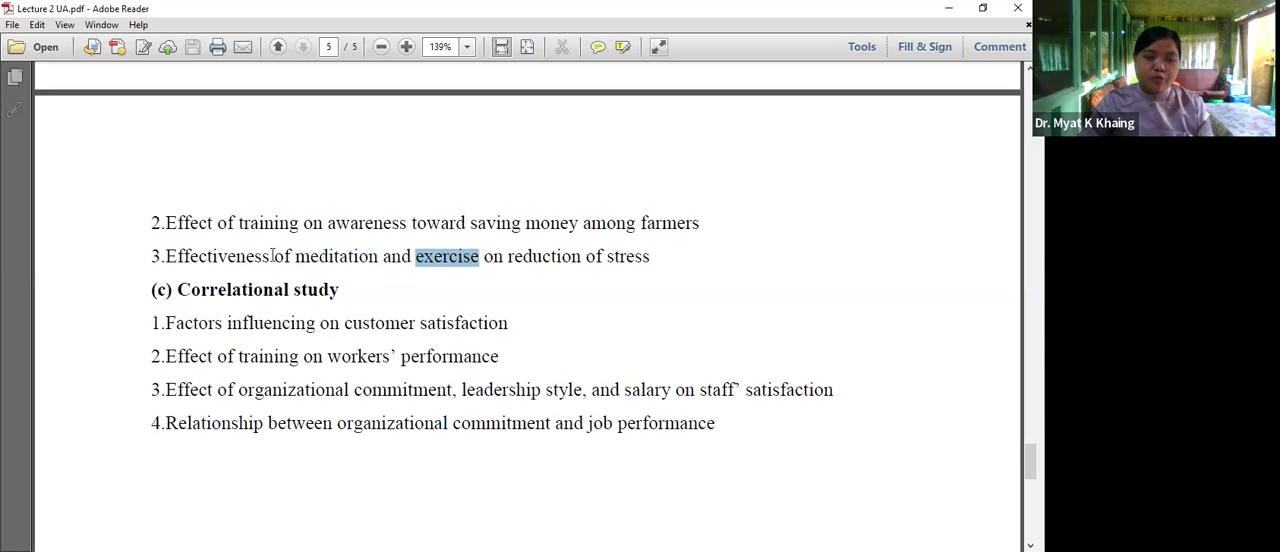 Lecture 2 UA.pdf - Adobe Reader
File Edit View Window Help
Open 5 / 5 139% Tools Fill & Sign Comment
Dr. Myat K Khaing
2.Effect of training on awareness toward saving money among farmers
3.Effectiveness of meditation and exercise on reduction of stress
(c) Correlational study
1.Factors influencing on customer satisfaction
2.Effect of training on workers’ performance
3.Effect of organizational commitment, leadership style, and salary on staff’ satisfaction
4.Relationship between organizational commitment and job performance